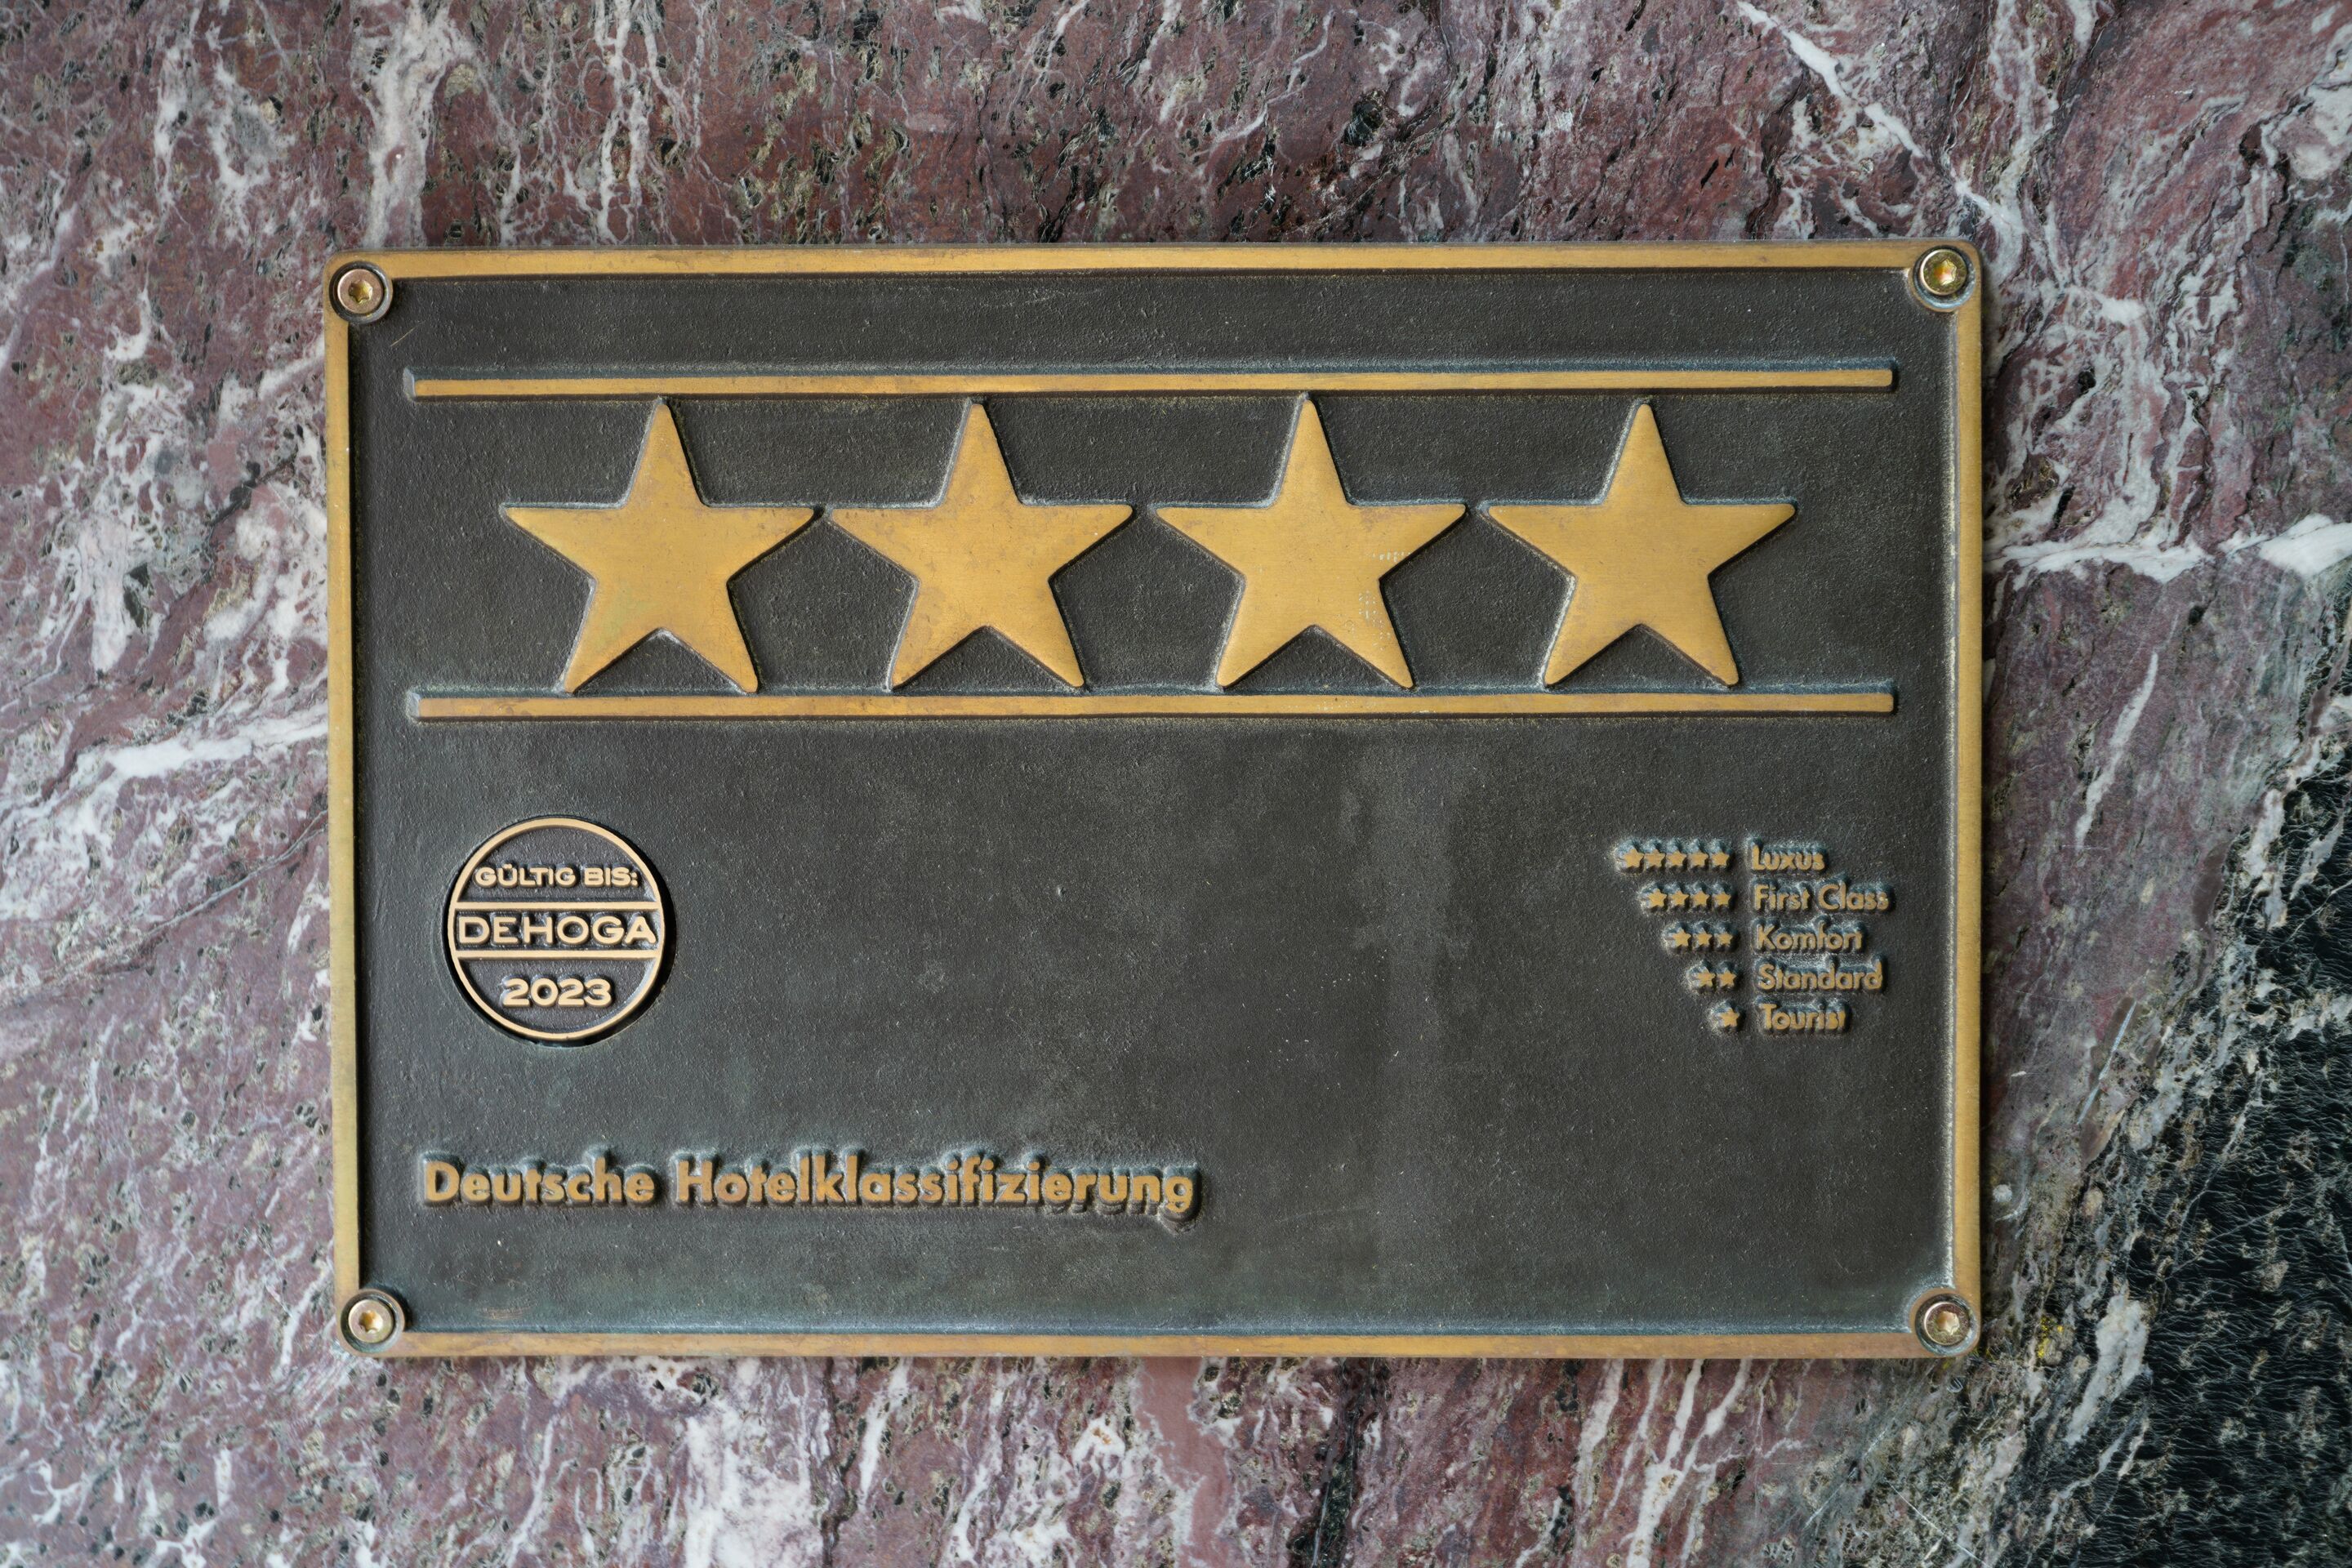 GÜLTIG BIS:
DEHOGA
2023
★★★★★ Luxus
★★★★ First Class
★★★ Komfort
★★ Standard
★ Tourist
Deutsche Hotelklassifizierung